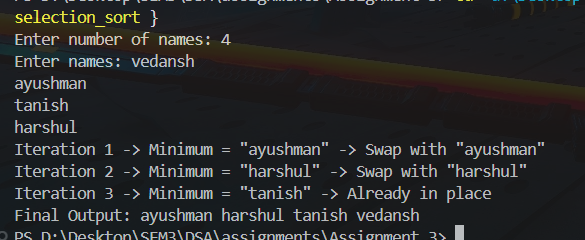 selection_sort }
Enter number of names: 4
Enter names: vedansh
ayushman
tanish
harshul
Iteration 1 -> Minimum = "ayushman" -> Swap with "ayushman"
Iteration 2 -> Minimum = "harshul" -> Swap with "harshul"
Iteration 3 -> Minimum = "tanish" -> Already in place
Final Output: ayushman harshul tanish vedansh
PS D:\Desktop\SEM3\DSA\assignments\Assignment 3>